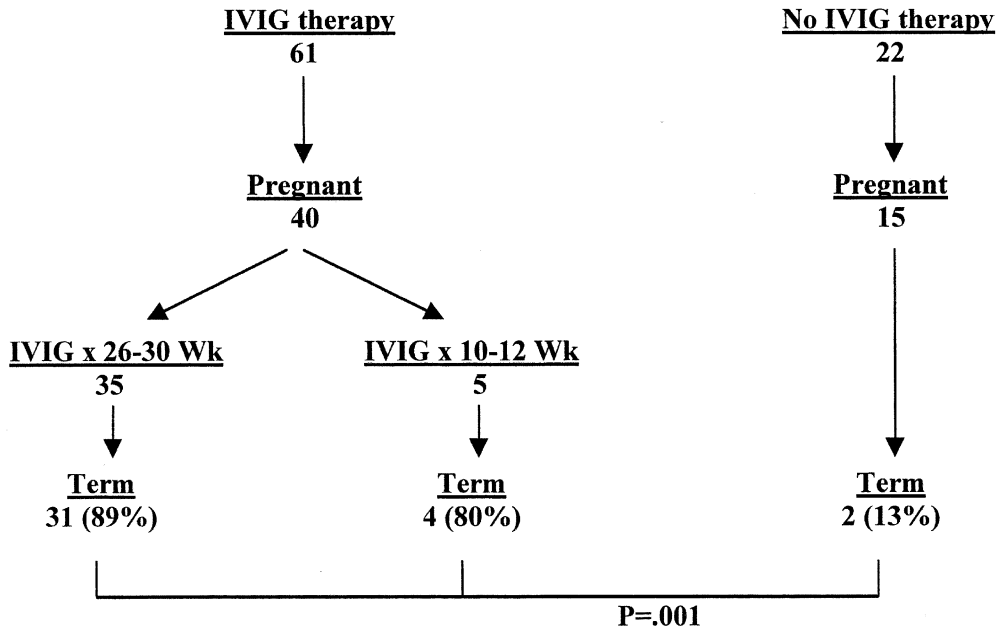 IVIG therapy
61
No IVIG therapy
22
Pregnant
40
Pregnant
15
IVIG x 26-30 Wk
35
IVIG x 10-12 Wk
5
Term
31 (89%)
Term
4 (80%)
Term
2 (13%)
P=.001